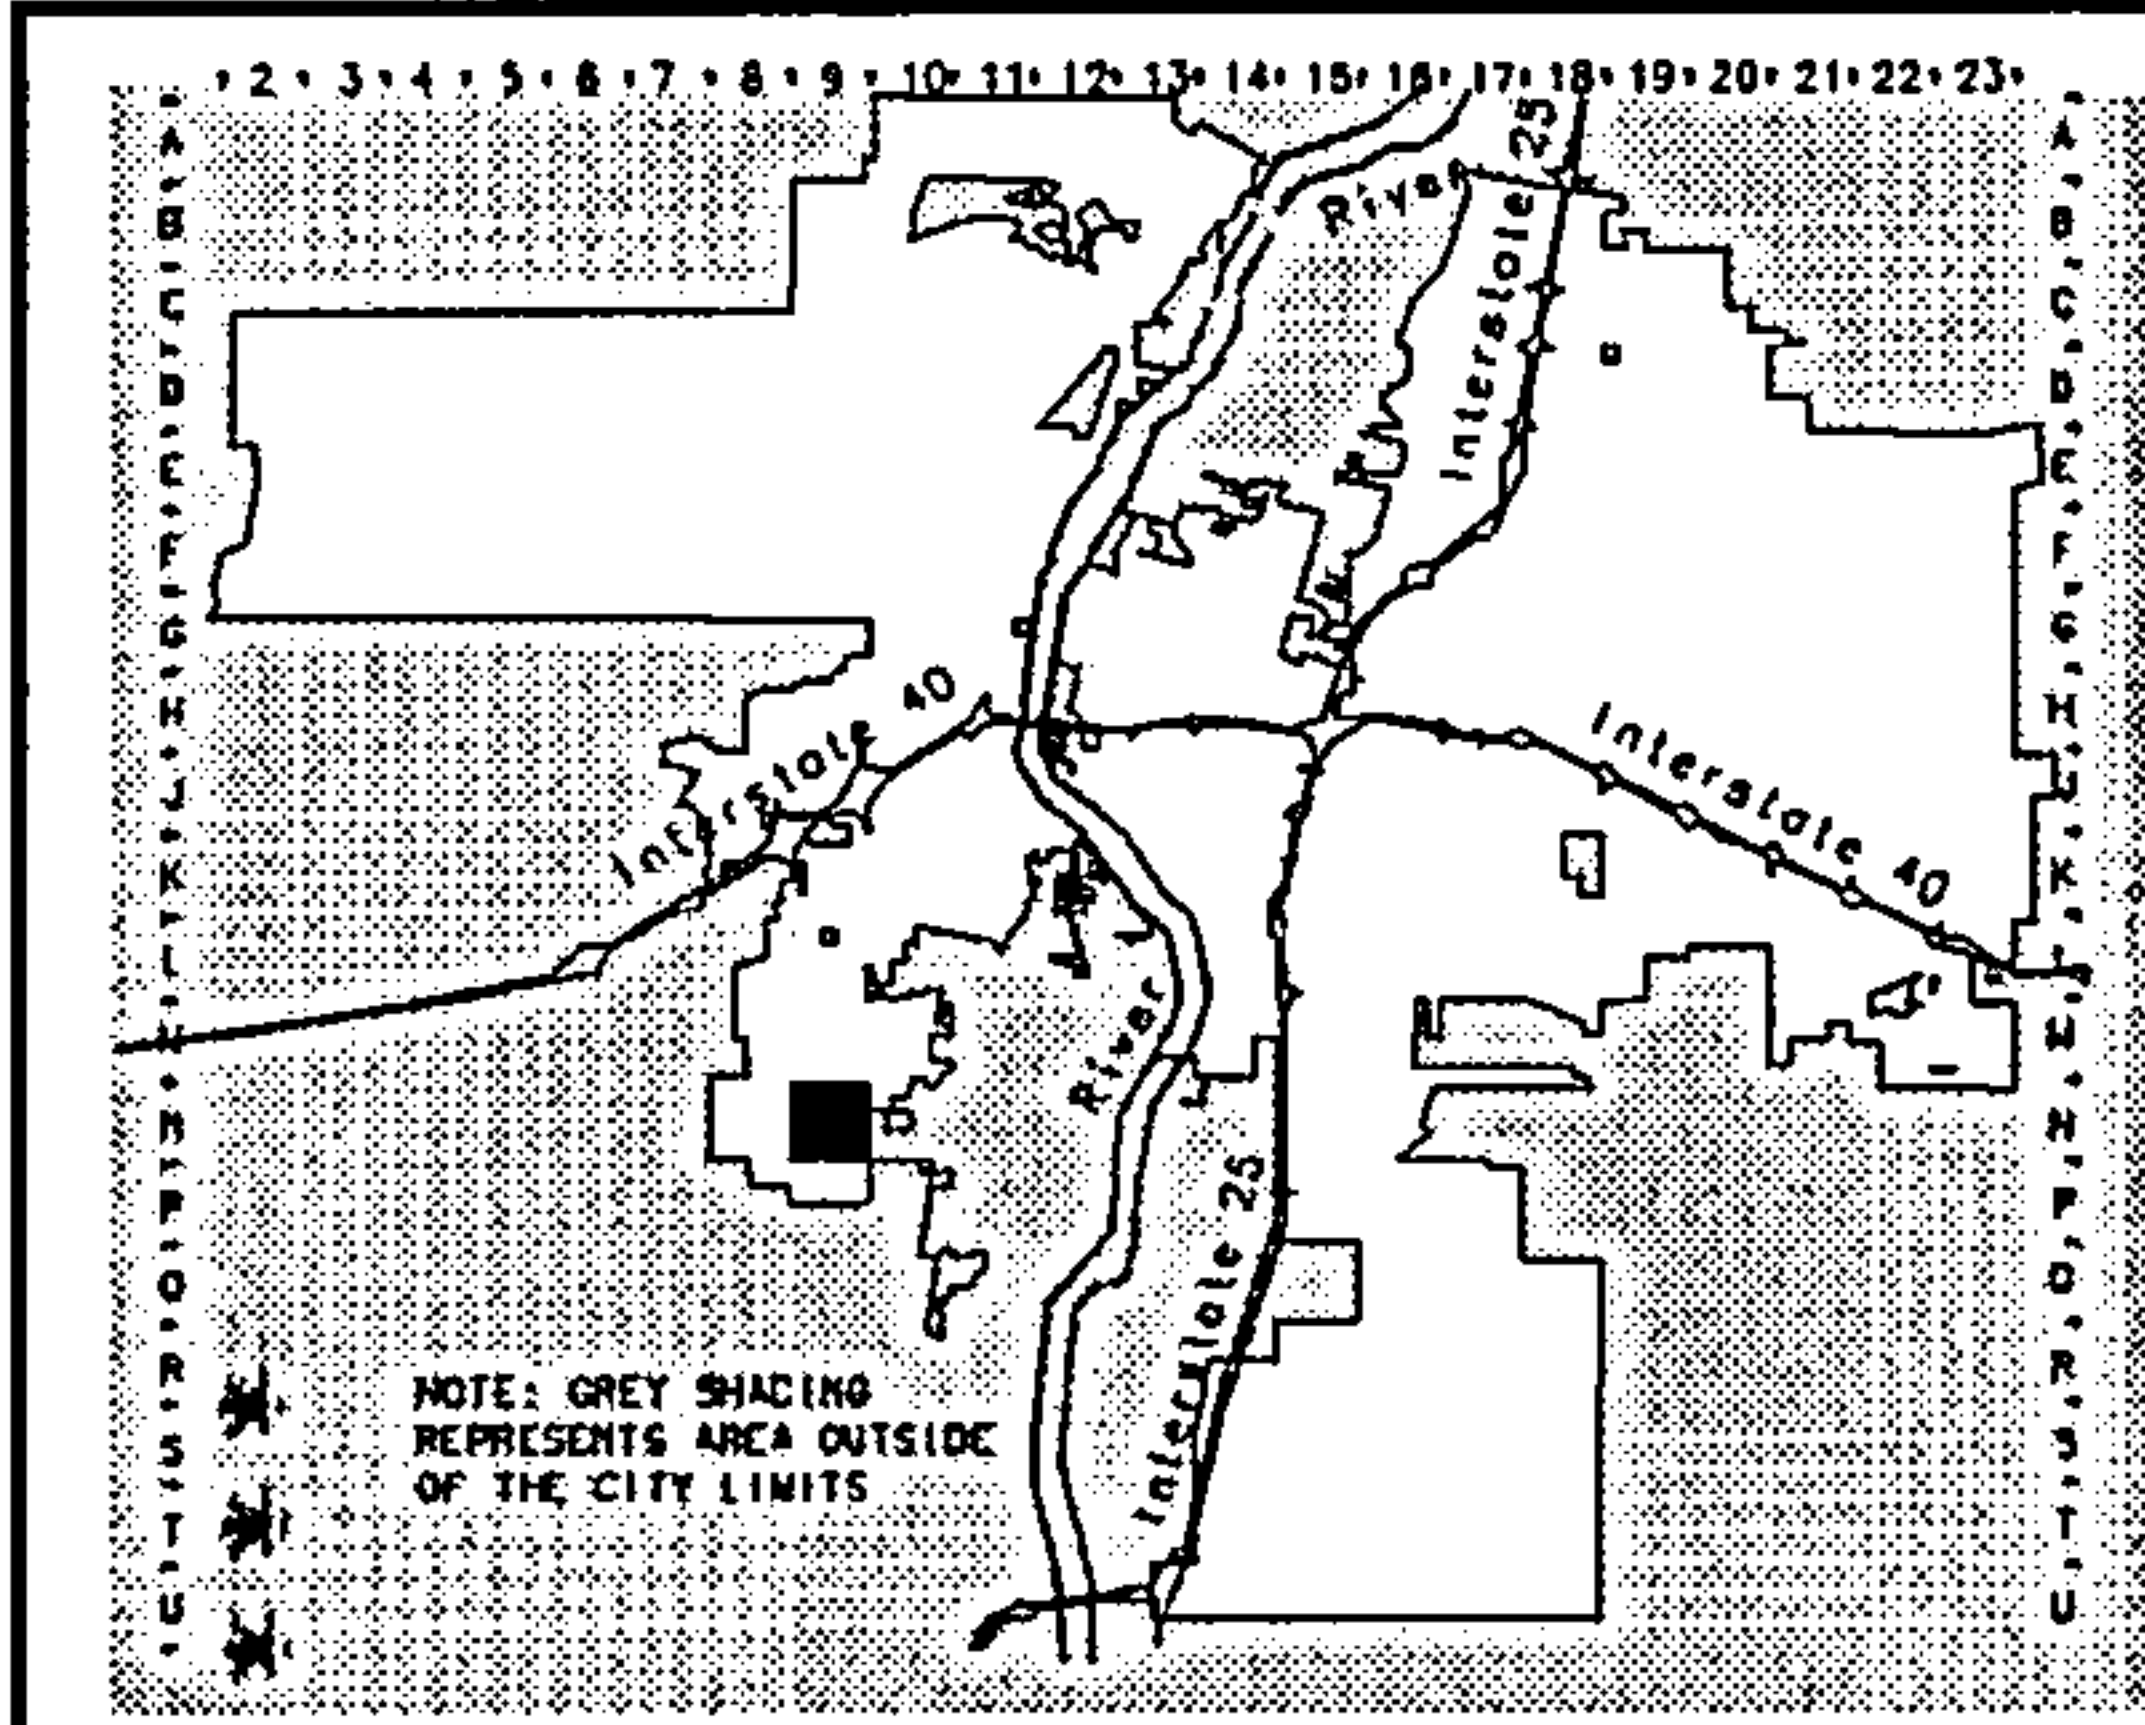 2 3 4 5 6 7 8 9 10 11 12 13 14 15 16 17 18 19 20 21 22 23
A
B
C
D
E
F
G
H
J
K
L
M
N
P
Q
R
S
T
U
River
Interstate 25
Interstate 40
Interstate 40
River
Interstate 25
A
B
C
D
E
F
G
H
J
K
L
M
N
P
Q
R
S
T
U
NOTE: GREY SHADING
REPRESENTS AREA OUTSIDE
OF THE CITY LIMITS